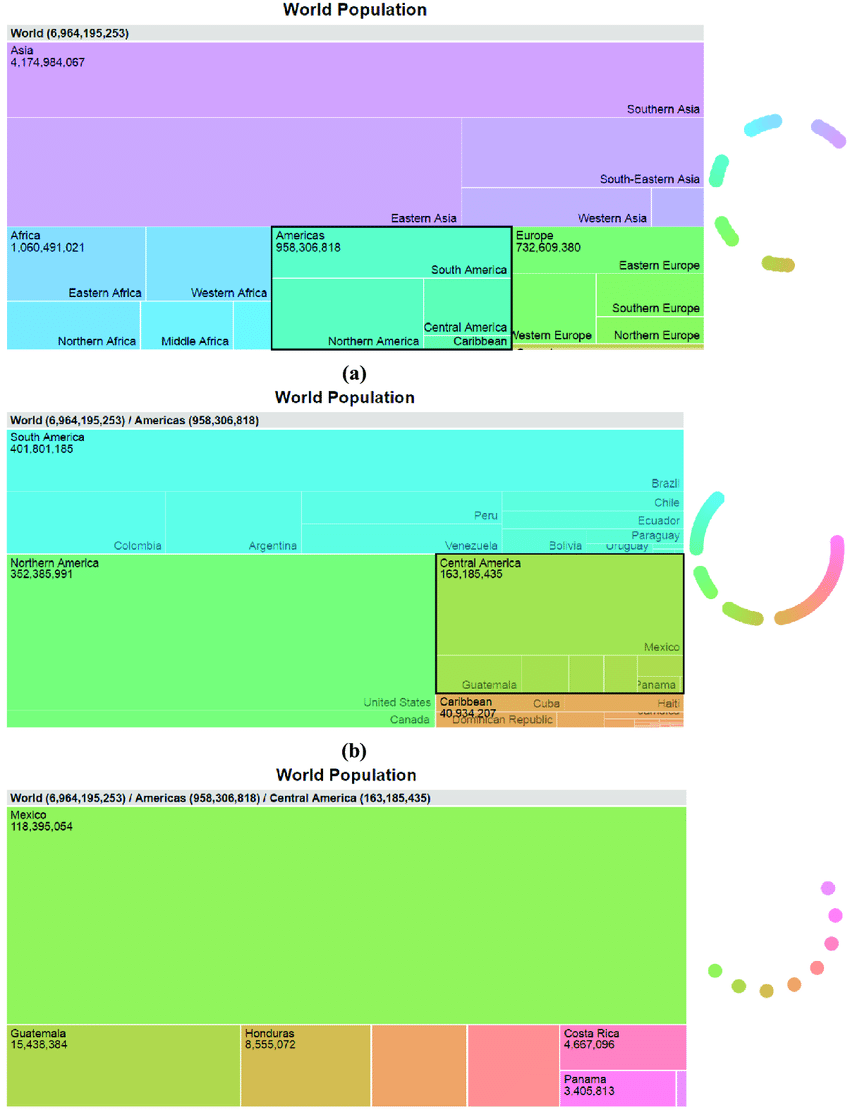 World Population
World (6,964,195,253)
Asia
4,174,984,067
Southern Asia
South-Eastern Asia
Eastern Asia
Western Asia
Africa
1,060,491,021
Eastern Africa
Western Africa
Northern Africa
Middle Africa
Americas
958,306,818
South America
Northern America
Central America
Caribbean
Europe
732,609,380
Eastern Europe
Southern Europe
Western Europe
Northern Europe
(a)
World Population
World (6,964,195,253) / Americas (958,306,818)
South America
401,801,185
Brazil
Colombia
Argentina
Peru
Venezuela
Chile
Ecuador
Paraguay
Bolivia
Uruguay
Northern America
352,385,991
United States
Canada
Central America
163,185,435
Mexico
Guatemala
Panama
Caribbean
40,934,207
Cuba
Haiti
Dominican Republic
Jamaica
(b)
World Population
World (6,964,195,253) / Americas (958,306,818) / Central America (163,185,435)
Mexico
118,395,054
Guatemala
15,438,384
Honduras
8,555,072
Costa Rica
4,667,096
Panama
3,405,813